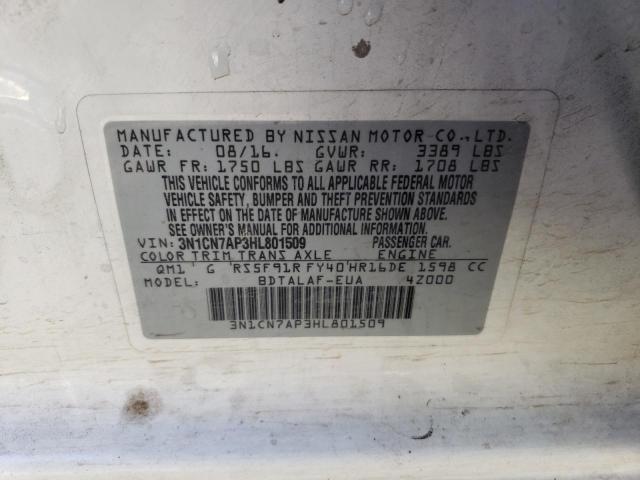 MANUFACTURED BY NISSAN MOTOR CO.,LTD.
DATE: 08/16. GVWR: 3389 LBS
GAWR FR: 1750 LBS GAWR RR: 1708 LBS
THIS VEHICLE CONFORMS TO ALL APPLICABLE FEDERAL MOTOR
VEHICLE SAFETY, BUMPER AND THEFT PREVENTION STANDARDS
IN EFFECT ON THE DATE OF MANUFACTURE SHOWN ABOVE.
SEE OWNER'S MANUAL FOR ADDITIONAL INFORMATION.
VIN: 3N1CN7AP3HL801509 PASSENGER CAR.
COLOR TRIM TRANS AXLE ENGINE
QM1' G 'RS5F91R FY40'HR16DE 1598 CC
MODEL: BDTALAF-EUA 4Z000
3N1CN7AP3HL801509